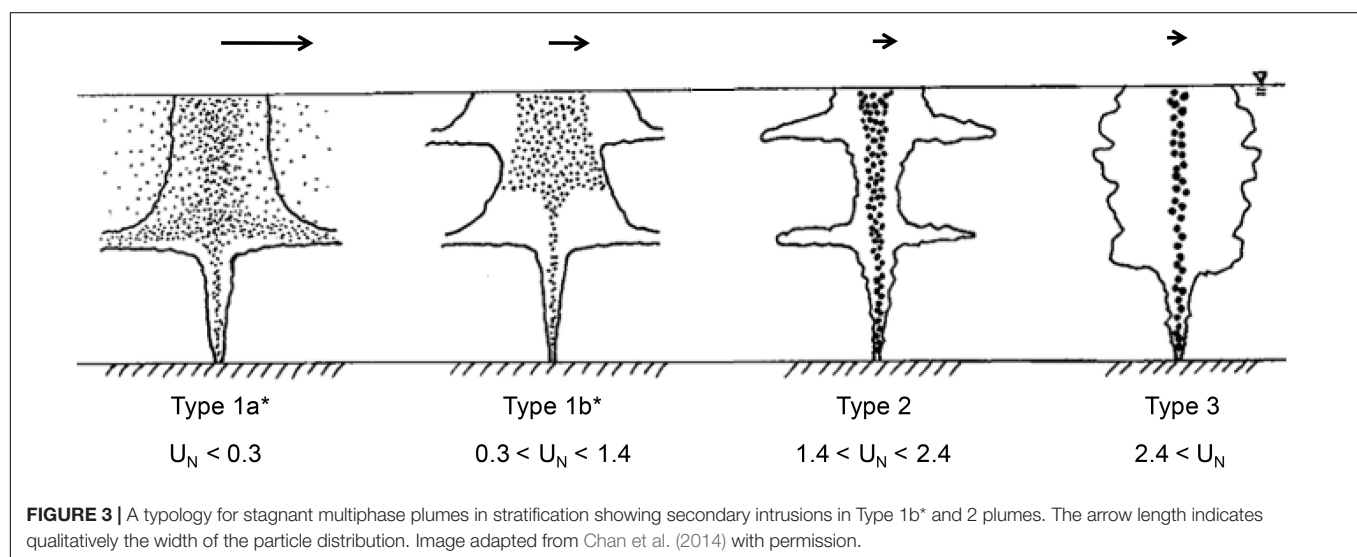 Type 1a* Type 1b* Type 2 Type 3
U_N < 0.3 0.3 < U_N < 1.4 1.4 < U_N < 2.4 2.4 < U_N
FIGURE 3 | A typology for stagnant multiphase plumes in stratification showing secondary intrusions in Type 1b* and 2 plumes. The arrow length indicates
qualitatively the width of the particle distribution. Image adapted from Chan et al. (2014) with permission.